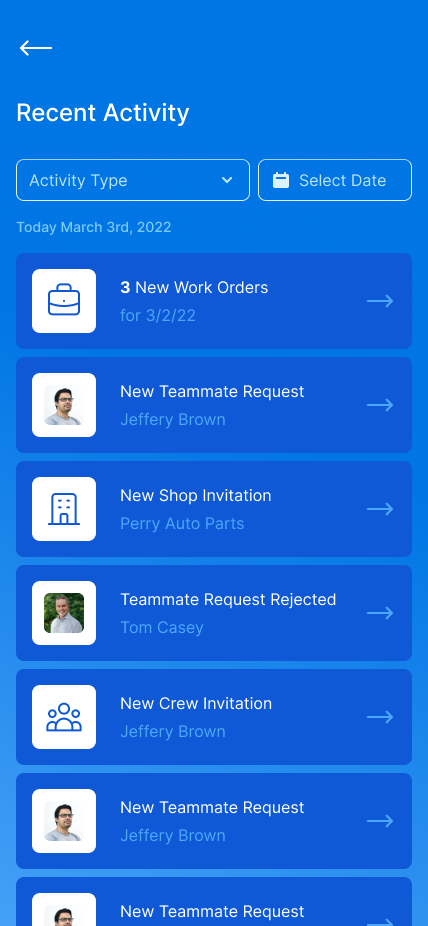 Recent Activity
Activity Type
Select Date
Today March 3rd, 2022
3 New Work Orders
for 3/2/22
New Teammate Request
Jeffery Brown
New Shop Invitation
Perry Auto Parts
Teammate Request Rejected
Tom Casey
New Crew Invitation
Jeffery Brown
New Teammate Request
Jeffery Brown
New Teammate Request